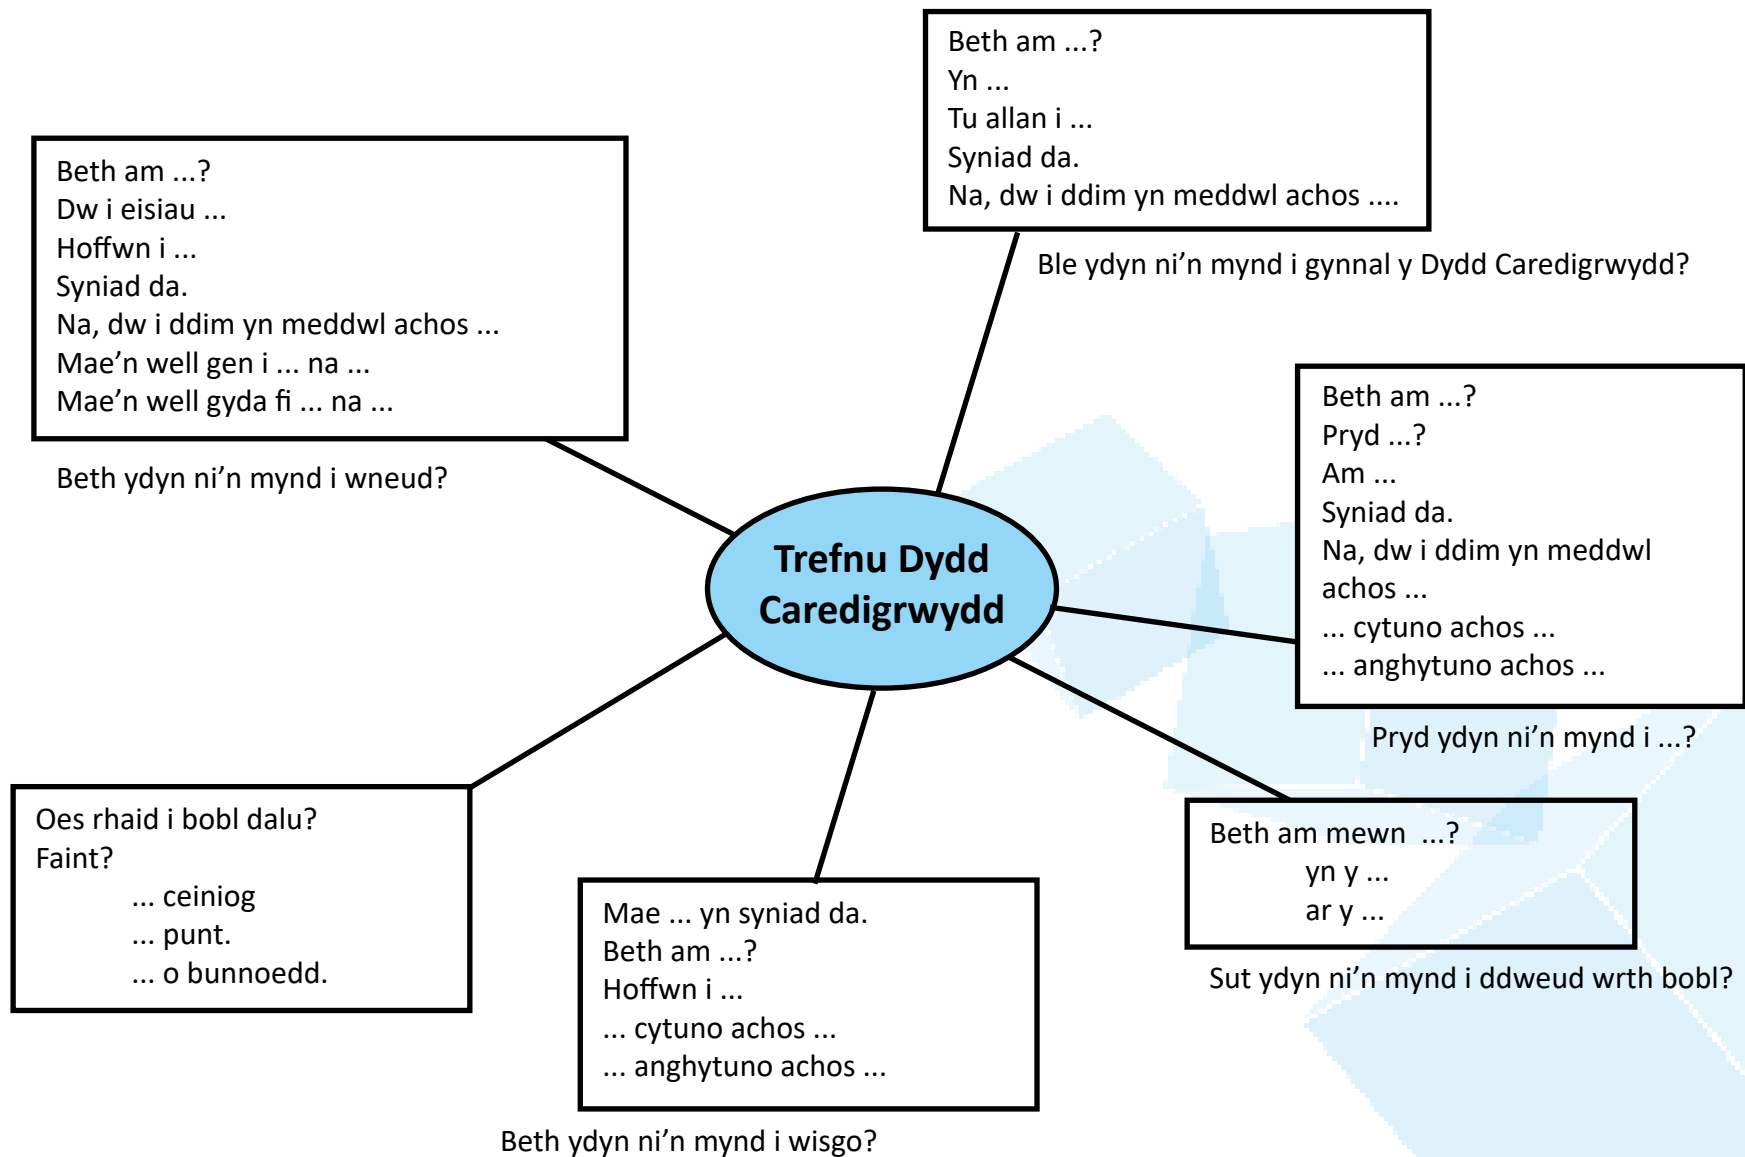 Beth am ...?
Yn ...
Tu allan i ...
Syniad da.
Na, dw i ddim yn meddwl achos ....
Ble ydyn ni’n mynd i gynnal y Dydd Caredigrwydd?
Beth am ...?
Dw i eisiau ...
Hoffwn i ...
Syniad da.
Na, dw i ddim yn meddwl achos ...
Mae’n well gen i ... na ...
Mae’n well gyda fi ... na ...
Beth ydyn ni’n mynd i wneud?
Beth am ...?
Pryd ...?
Am ...
Syniad da.
Na, dw i ddim yn meddwl
achos ...
... cytuno achos ...
... anghytuno achos ...
Pryd ydyn ni’n mynd i ...?
Trefnu Dydd
Caredigrwydd
Oes rhaid i bobl dalu?
Faint?
... ceiniog
... punt.
... o bunnoedd.
Mae ... yn syniad da.
Beth am ...?
Hoffwn i ...
... cytuno achos ...
... anghytuno achos ...
Beth ydyn ni’n mynd i wisgo?
Beth am mewn  ...?
yn y ...
ar y ...
Sut ydyn ni’n mynd i ddweud wrth bobl?